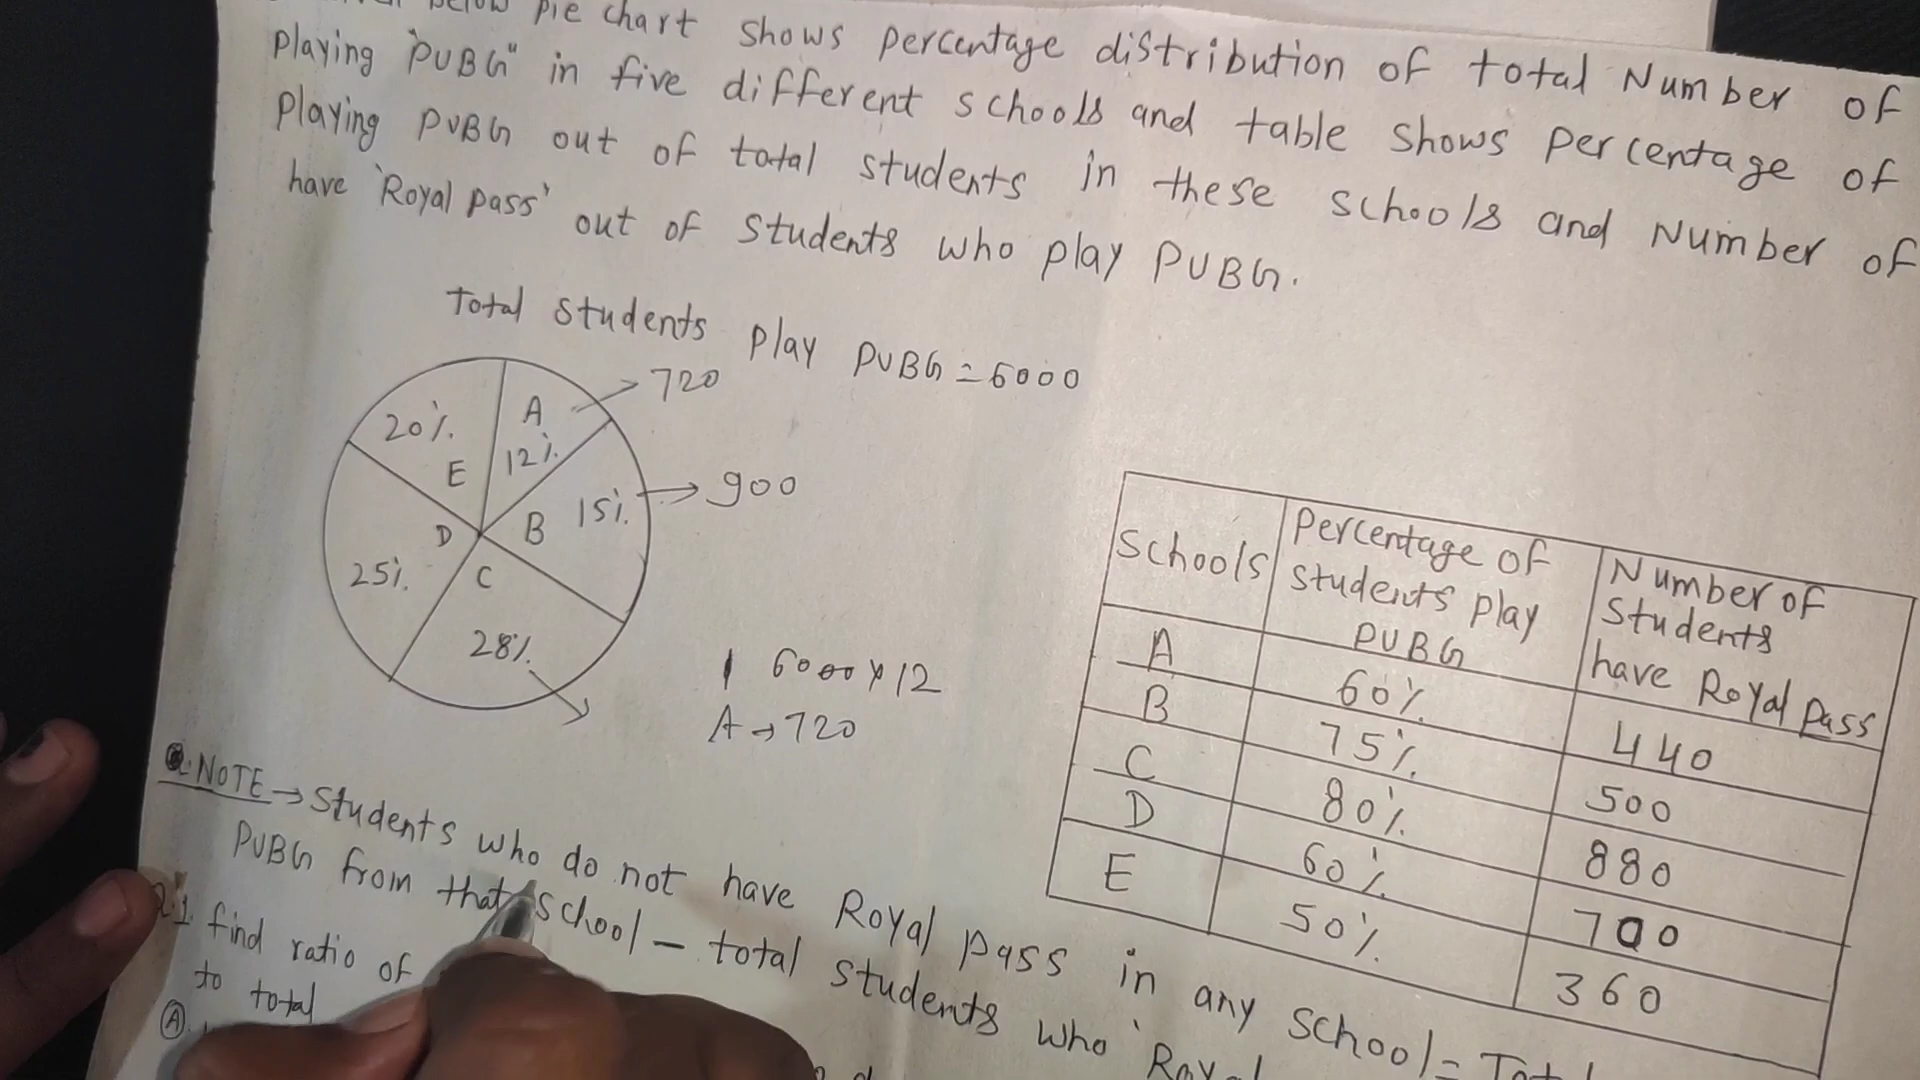 below pie chart shows percentage distribution of total Number of
playing "PUBG" in five different schools and table shows percentage of
playing PUBG out of total students in these schools and Number of
have 'Royal pass' out of students who play PUBG.
Total students play PUBG = 6000
720
A
12%
20%
E
900
15%
B
D
25%
C
28%
6000 x 12
A → 720
Schools
Percentage of students play PUBG
Number of students have Royal pass
A 60% 440
B 75% 500
C 80% 880
D 60% 700
E 50% 360
NOTE → Students who do not have Royal pass in any school =
PUBG from that school - total students who
Q.1. find ratio of
to total
(A)